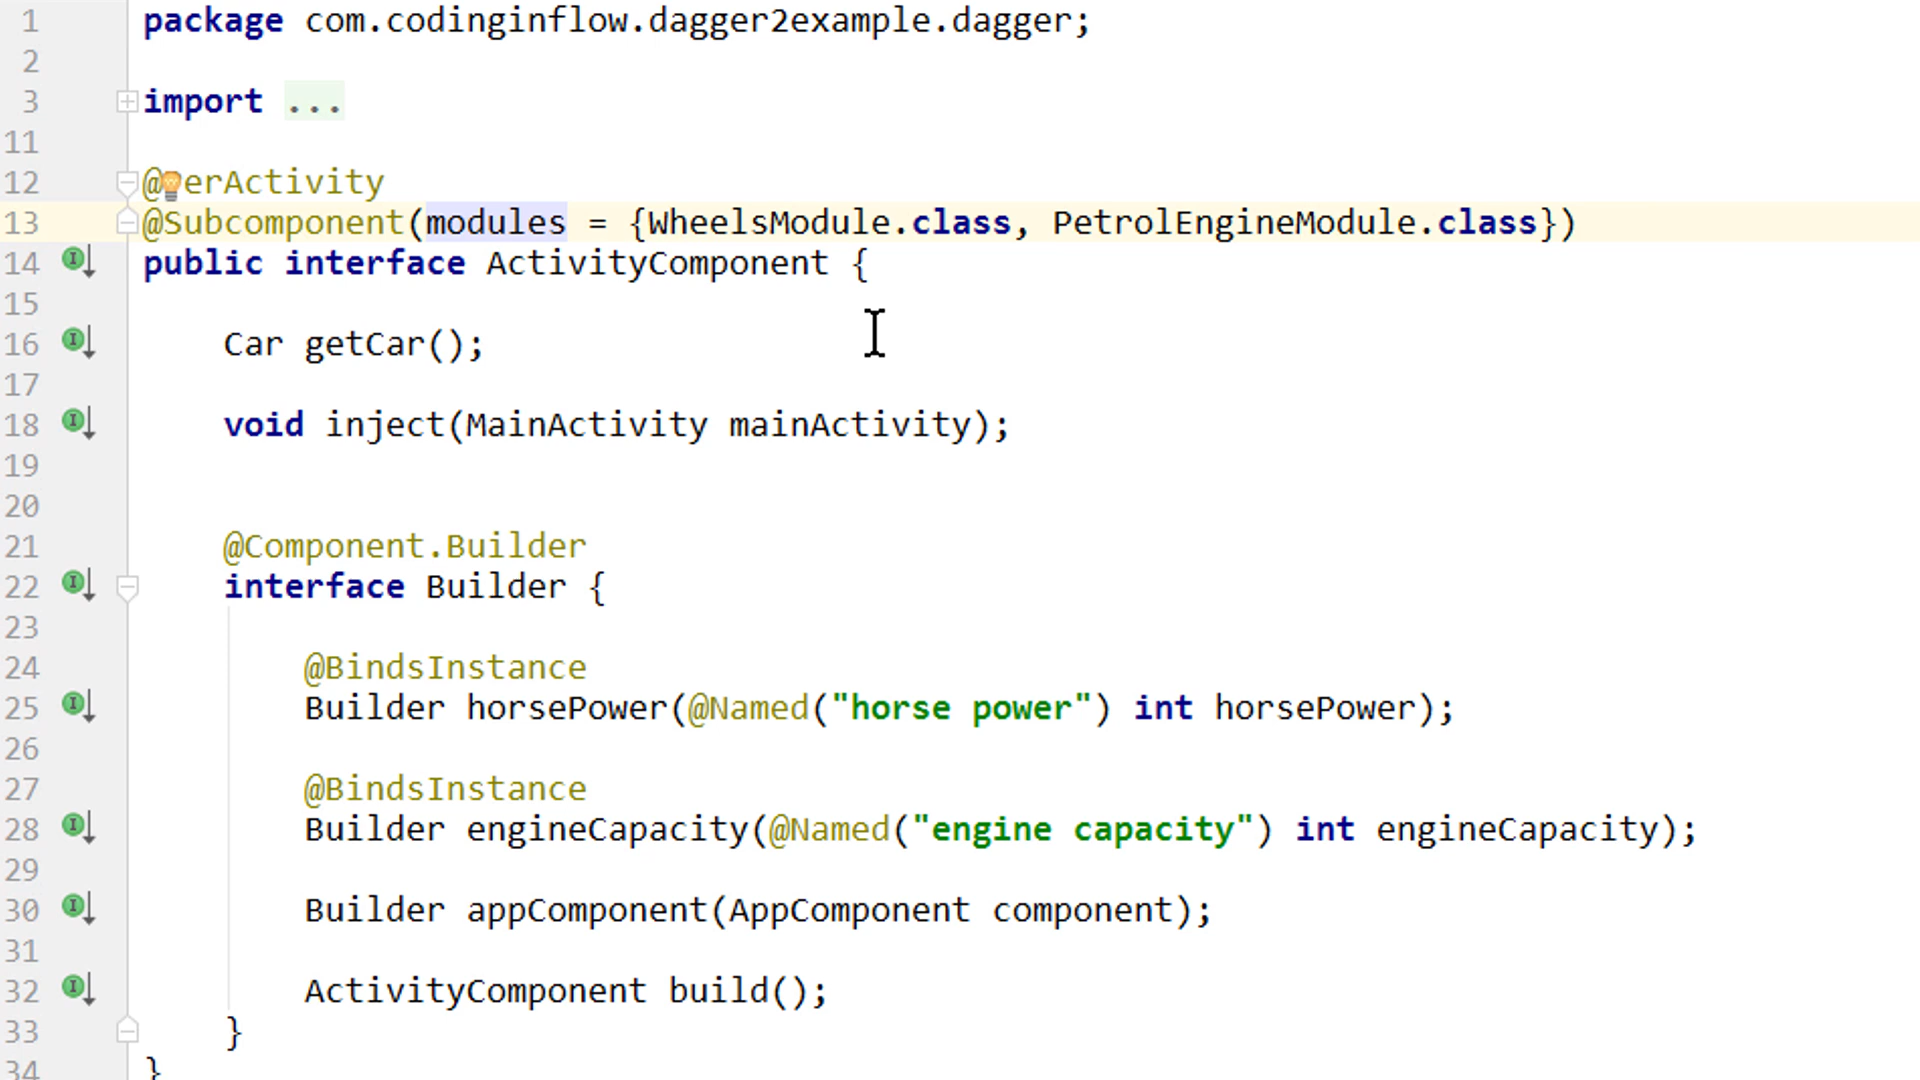 1 package com.codinginflow.dagger2example.dagger;
2
3 import ...
11
12 @erActivity
13 @Subcomponent(modules = {WheelsModule.class, PetrolEngineModule.class})
14 public interface ActivityComponent {
15
16 Car getCar();
17
18 void inject(MainActivity mainActivity);
19
20
21 @Component.Builder
22 interface Builder {
23
24 @BindsInstance
25 Builder horsePower(@Named("horse power") int horsePower);
26
27 @BindsInstance
28 Builder engineCapacity(@Named("engine capacity") int engineCapacity);
29
30 Builder appComponent(AppComponent component);
31
32 ActivityComponent build();
33 }
34 }